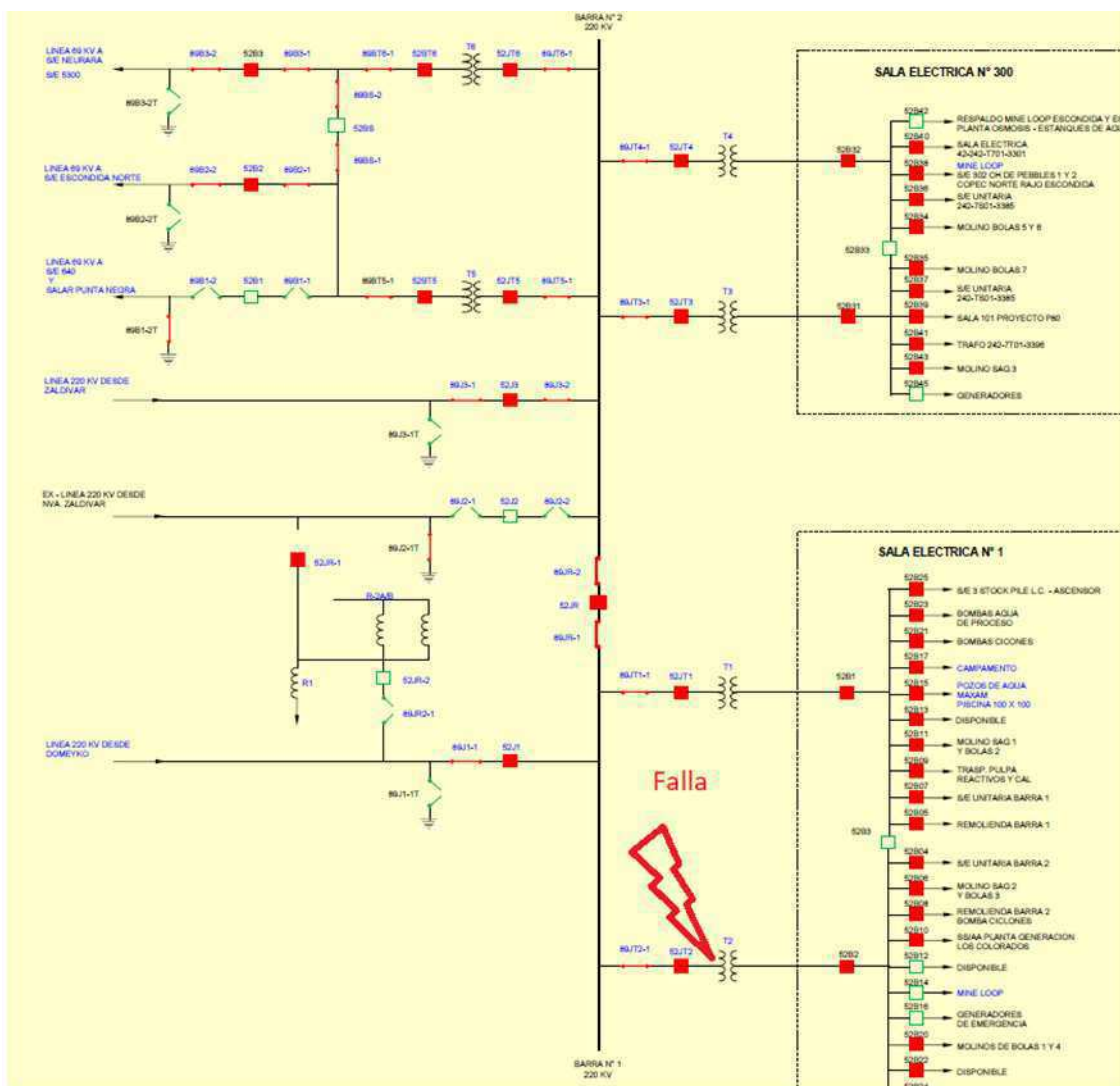 BARRA N° 2
220 KV
LINEA 69 KV A
S/E NEURARA
S/E 5300
89B3-2
52B3
89B3-1
89BT6-1
52BT6
T6
52JT6
89JT6-1
89B3-2T
89BS-2
52BS
89BS-1
LINEA 69 KV A
S/E ESCONDIDA NORTE
89B2-2
52B2
89B2-1
89B2-2T
LINEA 69 KV A
S/E 640
Y
SALAR PUNTA NEGRA
89B1-2
52B1
89B1-1
89BT5-1
52BT5
T5
52JT5
89JT5-1
89B1-2T
LINEA 220 KV DESDE
ZALDIVAR
89J3-1
52J3
89J3-2
89J3-1T
EX - LINEA 220 KV DESDE
NVA. ZALDIVAR
89J2-1
52J2
89J2-2
89J2-1T
52JR-1
R-2A/B
R1
52JR-2
89JR2-1
89JR-2
52JR
89JR-1
LINEA 220 KV DESDE
DOMEYKO
89J1-1
52J1
89J1-1T
89JT4-1
52JT4
T4
52B32
89JT3-1
52JT3
T3
52B31
SALA ELECTRICA N° 300
52B42
RESPALDO MINE LOOP ESCONDIDA Y
PLANTA OSMOSIS - ESTANQUES DE
52B40
SALA ELECTRICA
42-242-T701-3301
52B38
MINE LOOP
S/E 302 CH DE PEBBLES 1 Y 2
COPEC NORTE RAJO ESCONDIDA
52B36
S/E UNITARIA
242-7S01-3385
52B34
MOLINO BOLAS 5 Y 6
52B33
52B35
MOLINO BOLAS 7
52B37
S/E UNITARIA
242-7S01-3385
52B39
SALA 101 PROYECTO P80
52B41
TRAFO 242-7T01-3396
52B43
MOLINO SAG 3
52B45
GENERADORES
89JT1-1
52JT1
T1
52B1
Falla
89JT2-1
52JT2
T2
52B2
SALA ELECTRICA N° 1
52B25
S/E 3 STOCK PILE L.C. - ASCENSOR
52B23
BOMBAS AGUA
DE PROCESO
52B21
BOMBAS CICONES
52B17
CAMPAMENTO
52B15
POZOS DE AGUA
MAXAM
PISCINA 100 X 100
52B13
DISPONIBLE
52B11
MOLINO SAG 1
Y BOLAS 2
52B09
TRASP. PULPA
REACTIVOS Y CAL
52B07
S/E UNITARIA BARRA 1
52B05
REMOLIENDA BARRA 1
52B3
52B04
S/E UNITARIA BARRA 2
52B06
MOLINO SAG 2
Y BOLAS 3
52B08
REMOLIENDA BARRA 2
BOMBA CICLONES
52B10
SS/AA PLANTA GENERACION
LOS COLORADOS
52B12
DISPONIBLE
52B14
MINE LOOP
52B16
GENERADORES
DE EMERGENCIA
52B20
MOLINOS DE BOLAS 1 Y 4
52B22
DISPONIBLE
BARRA N° 1
220 KV